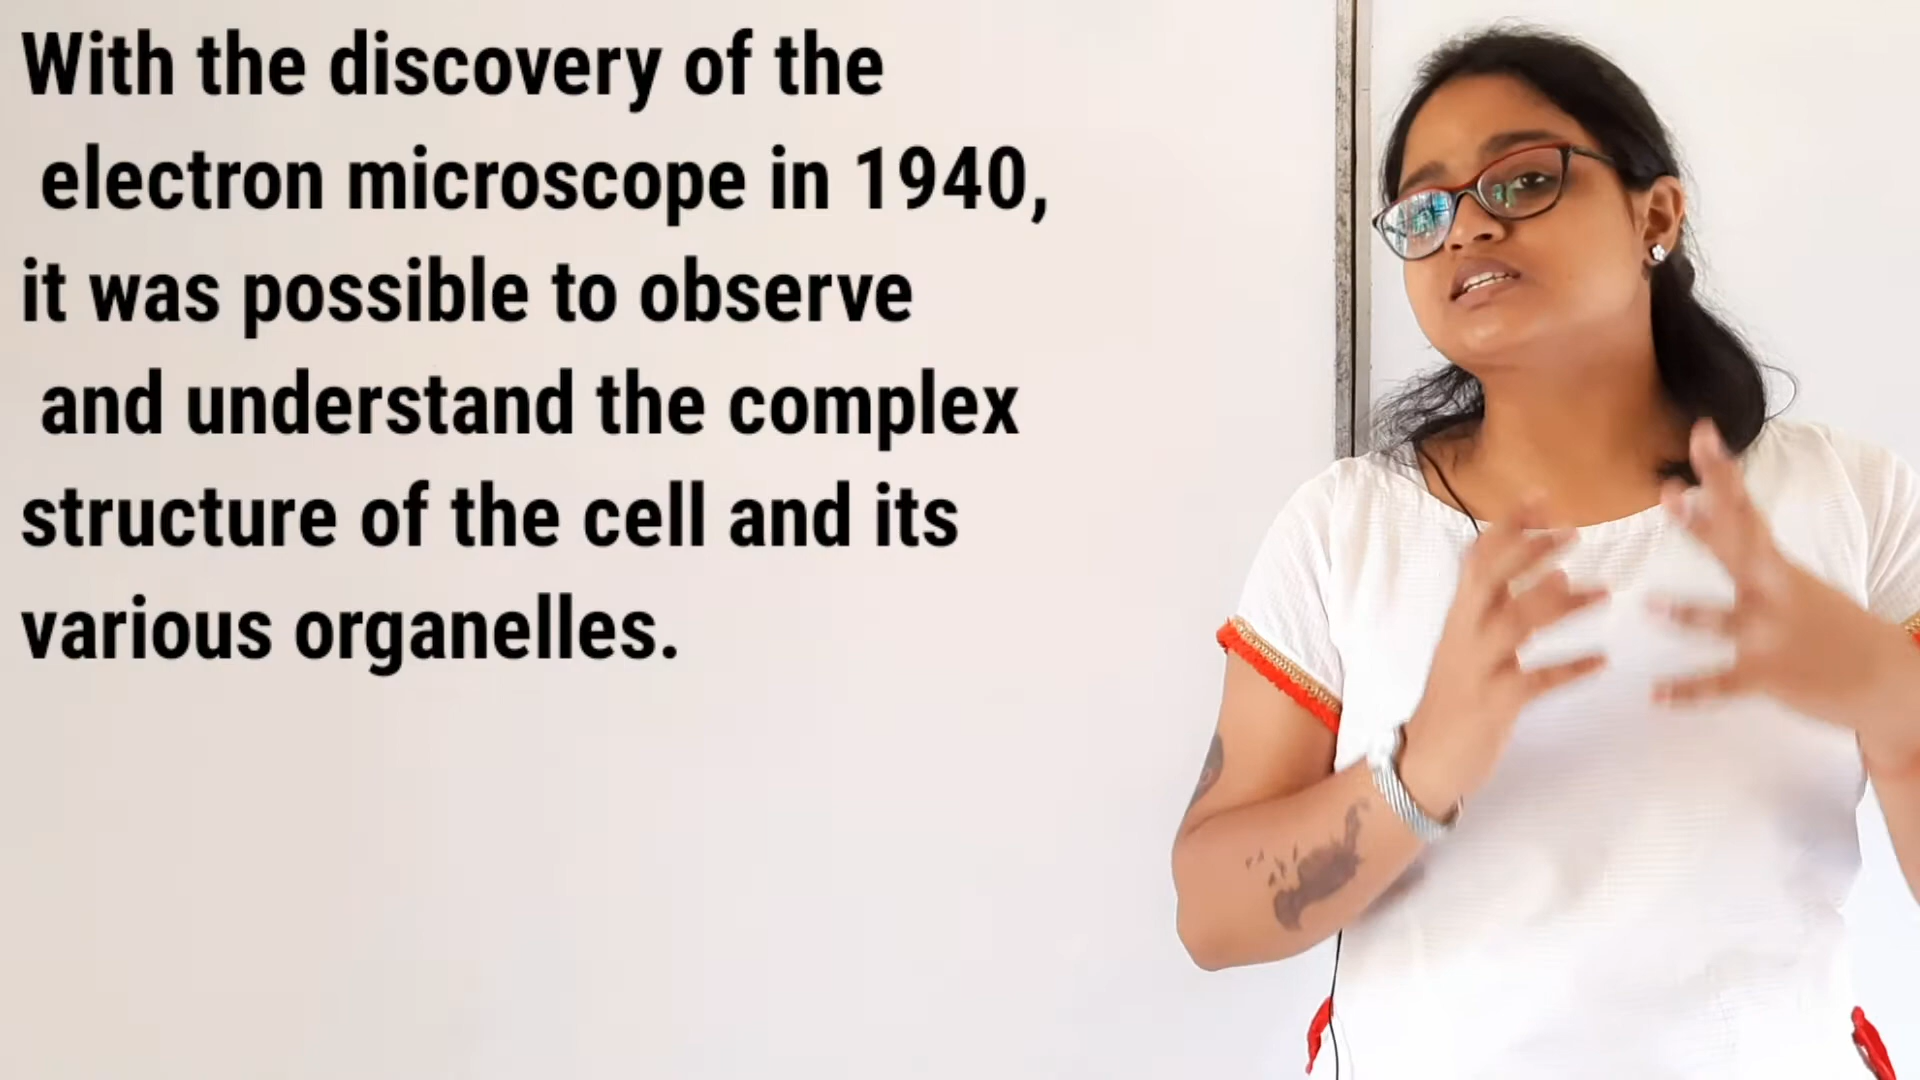 With the discovery of the
electron microscope in 1940,
it was possible to observe
and understand the complex
structure of the cell and its
various organelles.